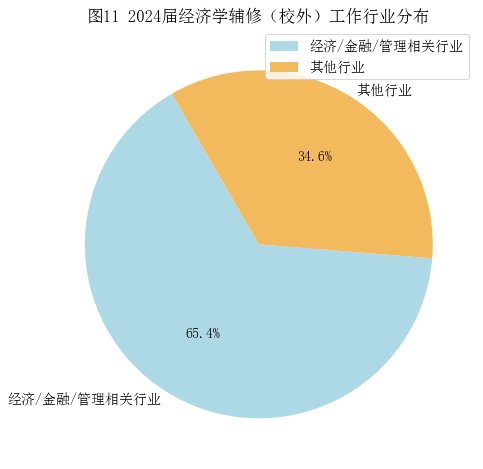 图11 2024届经济学辅修（校外）工作行业分布
经济/金融/管理相关行业
其他行业
其他行业
34.6%
65.4%
经济/金融/管理相关行业